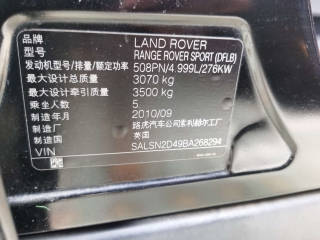 品牌 LAND ROVER
型号 RANGE ROVER SPORT (DFLB)
发动机型号/排量/额定功率 508PN/4.999L/276KW
最大设计总质量 3070 kg
最大设计牵引质量 3500 kg
乘坐人数 5
制造年月 2010/09
制造厂 路虎汽车公司索利赫尔工厂
制造国 英国
VIN SALSN2D49BA268294